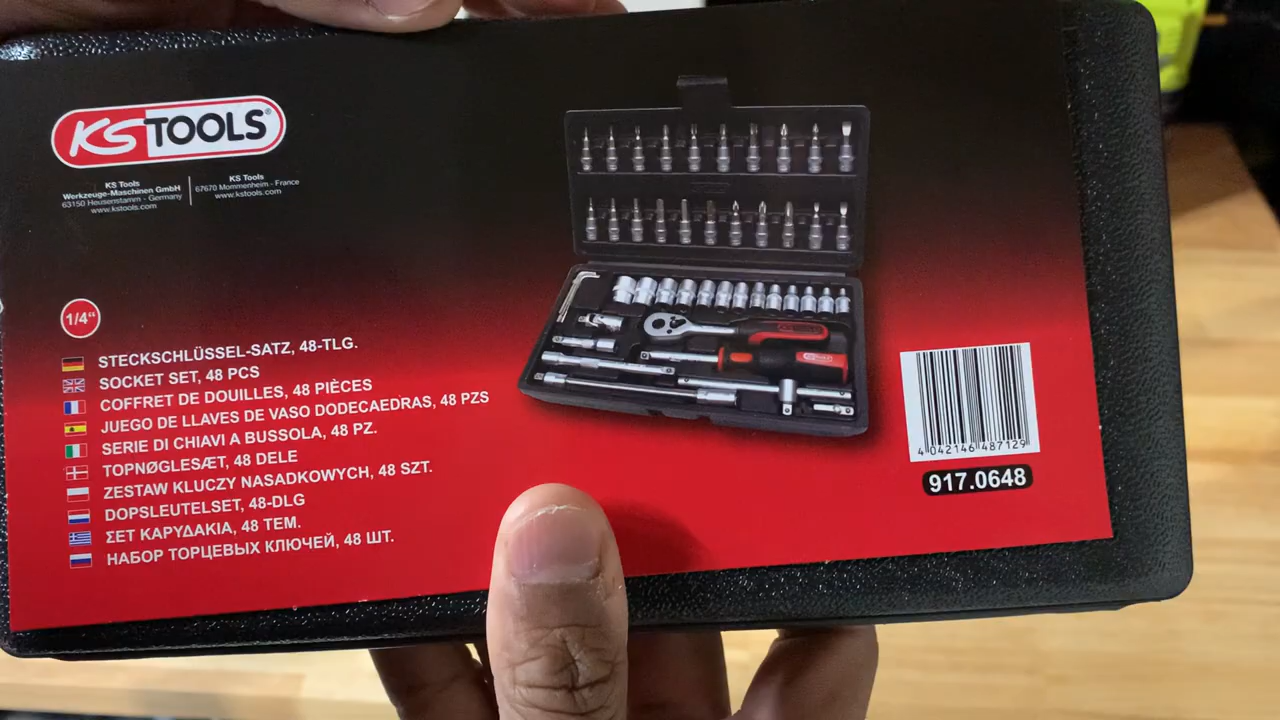 KS TOOLS®
KS Tools
Werkzeuge-Maschinen GmbH
63150 Heusenstamm - Germany
www.kstools.com
KS Tools
67670 Mommenheim - France
www.kstools.com
1/4“
STECKSCHLÜSSEL-SATZ, 48-TLG.
SOCKET SET, 48 PCS
COFFRET DE DOUILLES, 48 PIÈCES
JUEGO DE LLAVES DE VASO DODECAEDRAS, 48 PZS
SERIE DI CHIAVI A BUSSOLA, 48 PZ.
TOPNØGLESÆT, 48 DELE
ZESTAW KLUCZY NASADKOWYCH, 48 SZT.
DOPSLEUTELSET, 48-DLG
ΣΕΤ ΚΑΡΥΔΑΚΙΑ, 48 ΤΕΜ.
НАБОР ТОРЦЕВЫХ КЛЮЧЕЙ, 48 ШТ.
KS TOOLS
4 042146 487129
917.0648